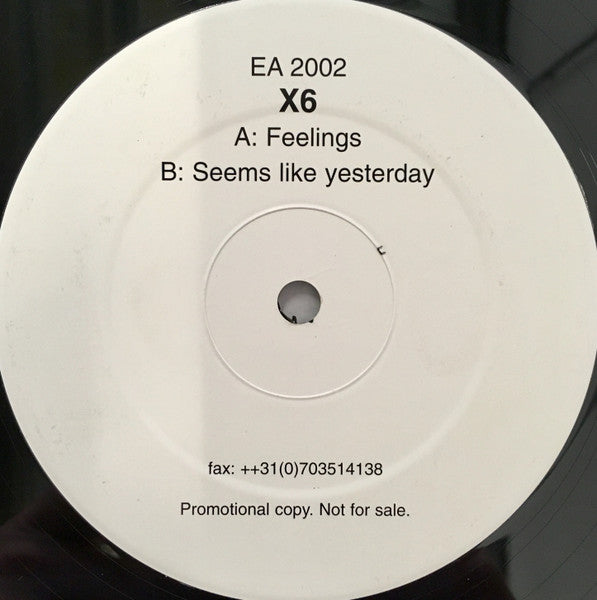 EA 2002
X6
A: Feelings
B: Seems like yesterday
fax: ++31(0)703514138
Promotional copy. Not for sale.